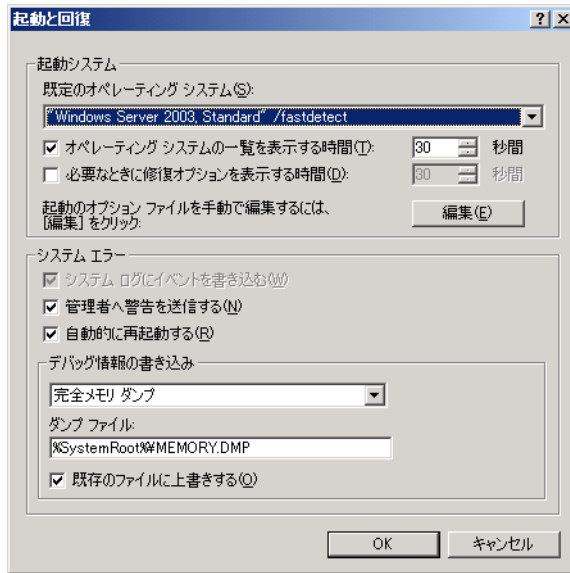 起動と回復
起動システム
既定のオペレーティング システム(S):
"Windows Server 2003, Standard" /fastdetect
オペレーティング システムの一覧を表示する時間(T): 30 秒間
必要なときに修復オプションを表示する時間(D): 30 秒間
起動のオプション ファイルを手動で編集するには、
[編集] をクリック:
編集(E)
システム エラー
システム ログにイベントを書き込む(W)
管理者へ警告を送信する(N)
自動的に再起動する(R)
デバッグ情報の書き込み
完全メモリ ダンプ
ダンプ ファイル:
%SystemRoot%¥MEMORY.DMP
既存のファイルに上書きする(O)
OK キャンセル